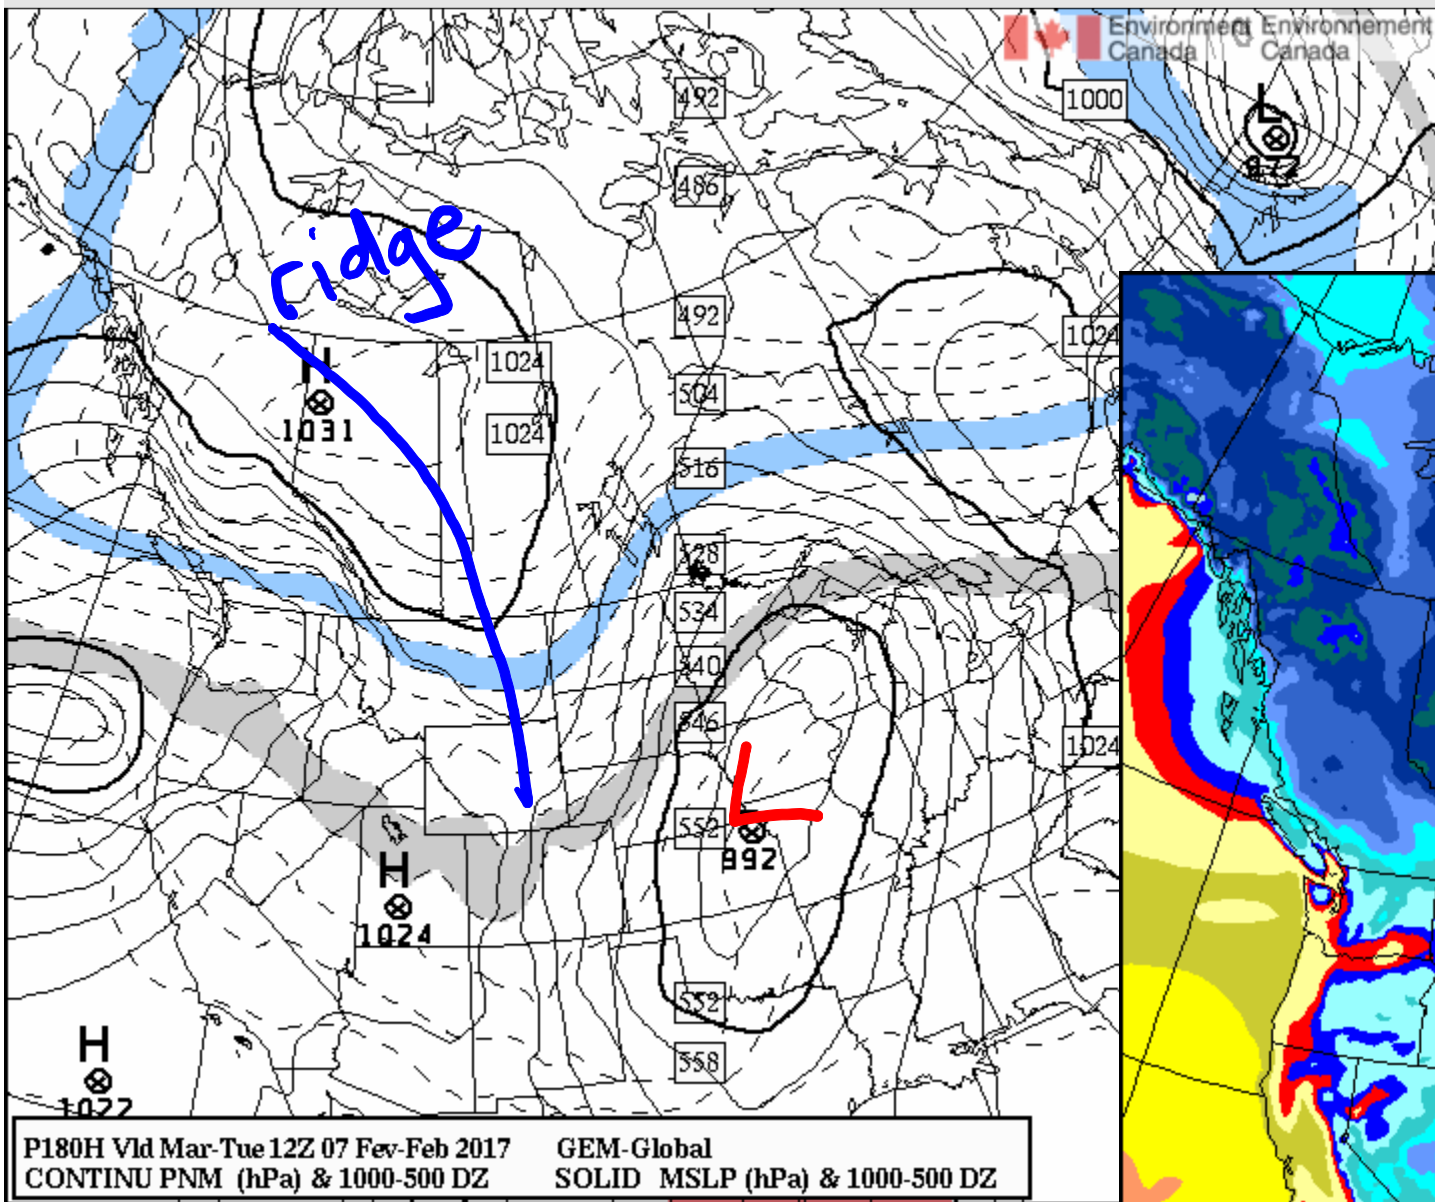 Environment Environnement
Canada Canada
492
1000
L
972
486
ridge
492
1024
H
1024
504
1031
1024
516
528
534
540
546
1024
L
552
992
H
1024
552
H
1022
558
P180H Vld Mar-Tue 12Z 07 Fev-Feb 2017 GEM-Global
CONTINU PNM (hPa) & 1000-500 DZ SOLID MSLP (hPa) & 1000-500 DZ